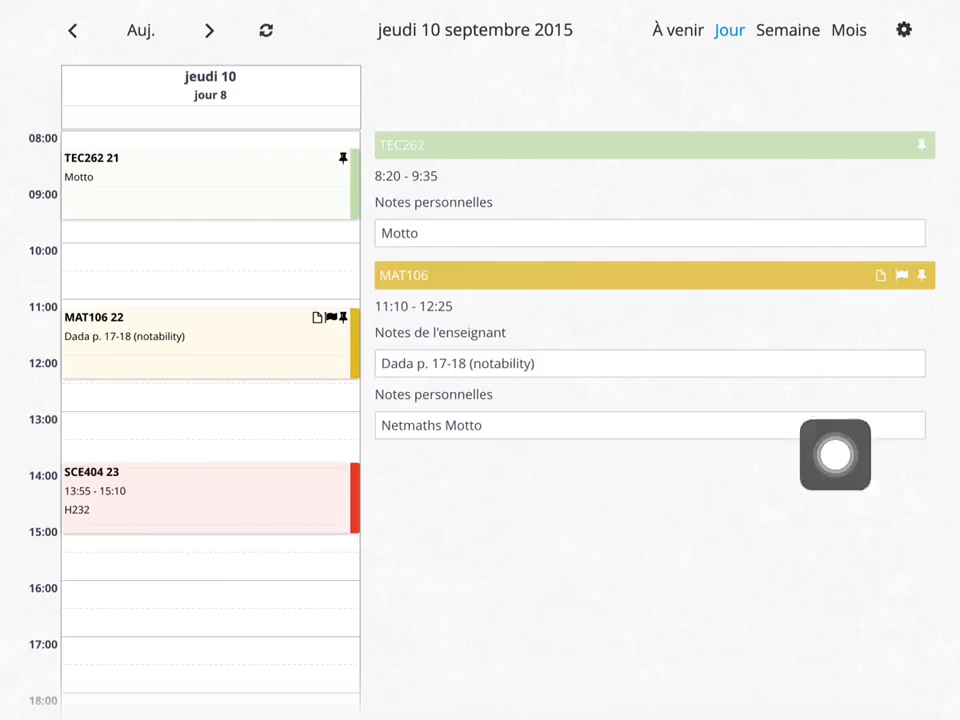 Auj.
jeudi 10 septembre 2015
À venir Jour Semaine Mois
jeudi 10
jour 8
08:00
TEC262 21
Motto
09:00
10:00
11:00
MAT106 22
Dada p. 17-18 (notability)
12:00
13:00
14:00
SCE404 23
13:55 - 15:10
H232
15:00
16:00
17:00
18:00
TEC262
8:20 - 9:35
Notes personnelles
Motto
MAT106
11:10 - 12:25
Notes de l'enseignant
Dada p. 17-18 (notability)
Notes personnelles
Netmaths Motto